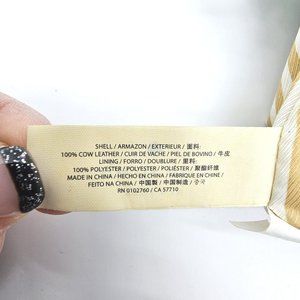 SHELL / ARMAZON / EXTERIEUR / 面料:
100% COW LEATHER / CUIR DE VACHE / PIEL DE BOVINO / 牛皮
LINING / FORRO / DOUBLURE / 里料:
100% POLYESTER / POLYESTER / POLIÉSTER / 聚酯纤维
MADE IN CHINA / HECHO EN CHINA / FABRIQUE EN CHINE /
FEITO NA CHINA / 中国製 / 中国制造 / 중국
RN 0102760 / CA 57710